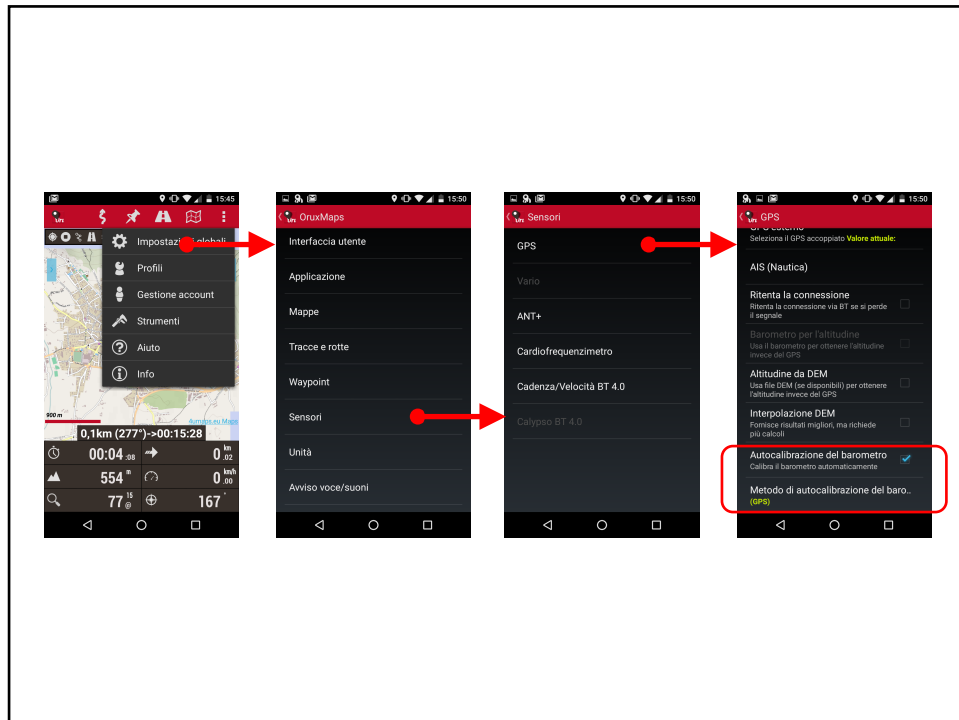 15:45
Impostazioni globali
Profili
Gestione account
Strumenti
Aiuto
Info
900 m
0,1km (277°)->00:15:28
00:04 :08
0 km .02
554 m
0 km/h .00
77 15 @
167 °
15:50
OruxMaps
Interfaccia utente
Applicazione
Mappe
Tracce e rotte
Waypoint
Sensori
Unità
Avviso voce/suoni
15:50
Sensori
GPS
Vario
ANT+
Cardiofrequenzimetro
Cadenza/Velocità BT 4.0
Calypso BT 4.0
15:50
GPS
GPS esterno
Seleziona il GPS accoppiato Valore attuale:
AIS (Nautica)
Ritenta la connessione
Ritenta la connessione via BT se si perde
il segnale
Barometro per l'altitudine
Usa il barometro per ottenere l'altitudine
invece del GPS
Altitudine da DEM
Usa file DEM (se disponibili) per ottenere
l'altitudine invece del GPS
Interpolazione DEM
Fornisce risultati migliori, ma richiede
più calcoli
Autocalibrazione del barometro
Calibra il barometro automaticamente
Metodo di autocalibrazione del baro..
(GPS)